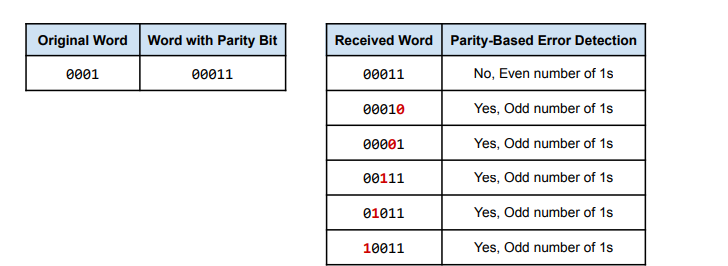 Original Word Word with Parity Bit
0001 00011
Received Word Parity-Based Error Detection
00011 No, Even number of 1s
00010 Yes, Odd number of 1s
00001 Yes, Odd number of 1s
00111 Yes, Odd number of 1s
01011 Yes, Odd number of 1s
10011 Yes, Odd number of 1s